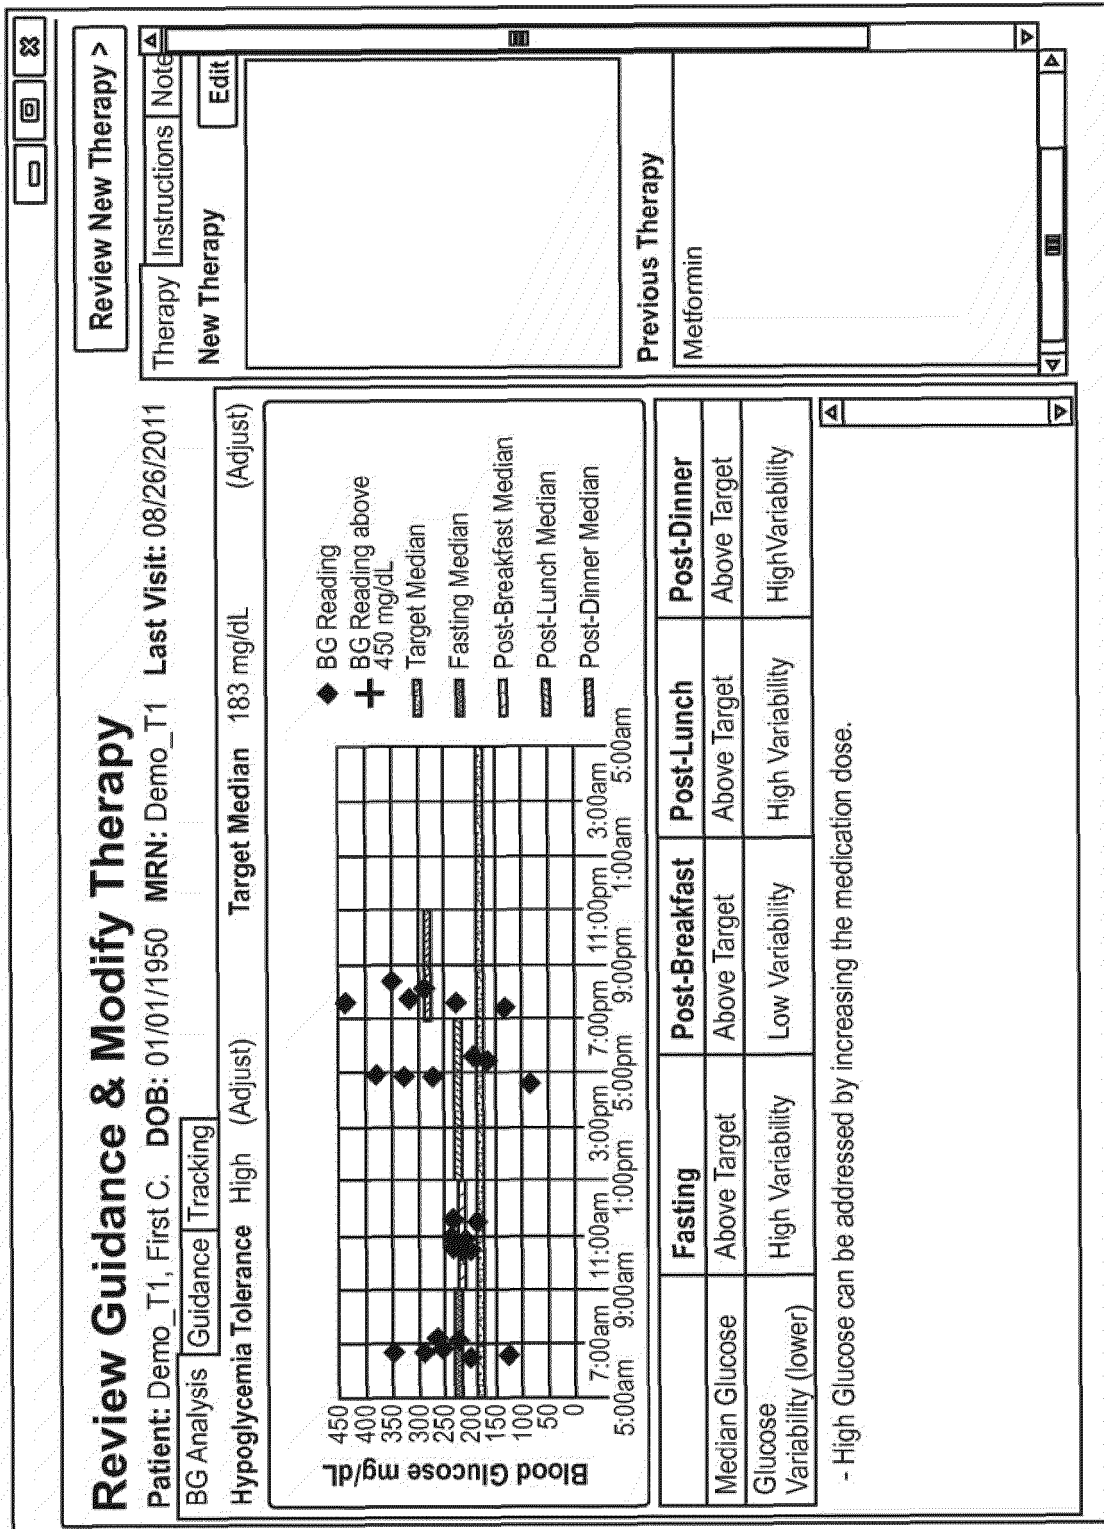 Review Guidance & Modify Therapy
Review New Therapy >
Patient: Demo_T1, First C. DOB: 01/01/1950 MRN: Demo_T1 Last Visit: 08/26/2011
BG Analysis Guidance Tracking
Hypoglycemia Tolerance High (Adjust) Target Median 183 mg/dL (Adjust)
Blood Glucose mg/dL
450
400
350
300
250
200
150
100
50
0
5:00am 7:00am 9:00am 11:00am 1:00pm 3:00pm 5:00pm 7:00pm 9:00pm 11:00pm 1:00am 3:00am 5:00am
BG Reading
BG Reading above
450 mg/dL
Target Median
Fasting Median
Post-Breakfast Median
Post-Lunch Median
Post-Dinner Median
Fasting Post-Breakfast Post-Lunch Post-Dinner
Median Glucose Above Target Above Target Above Target Above Target
Glucose
Variability (lower) High Variability Low Variability High Variability HighVariability
- High Glucose can be addressed by increasing the medication dose.
Therapy Instructions Note
New Therapy Edit
Previous Therapy
Metformin